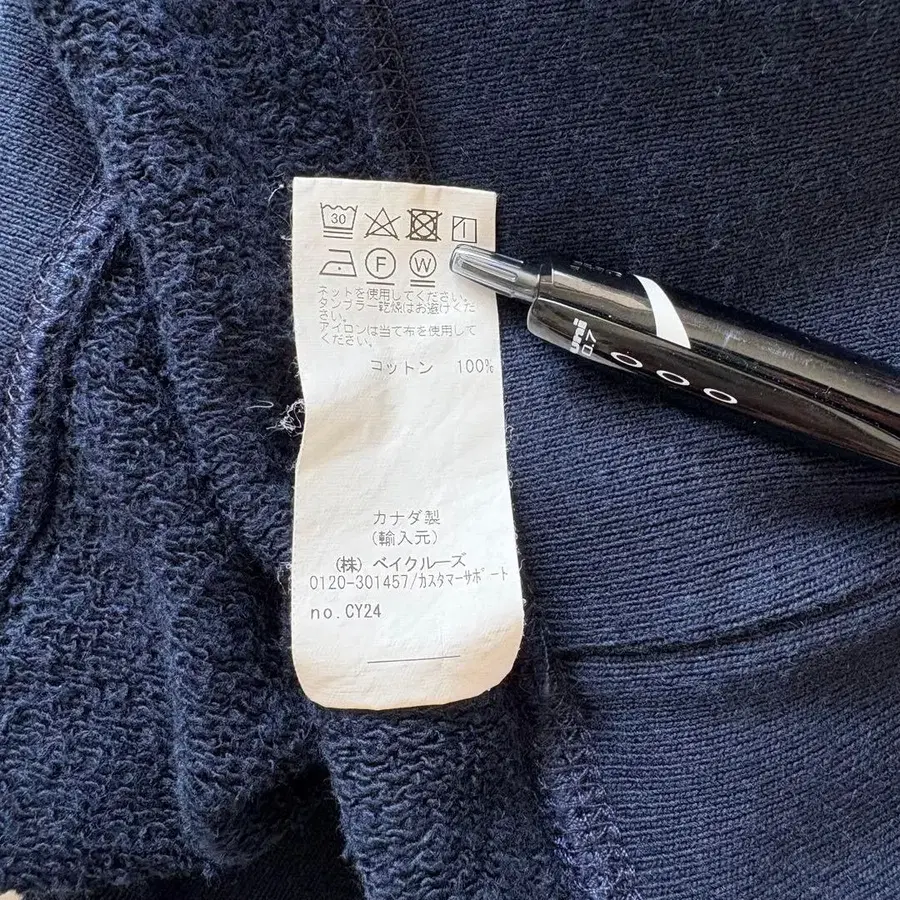 30
F W
ネットを使用してください。
タンブラー乾燥はお避けくだ
さい。
アイロンは当て布を使用して
ください。
コットン 100%
カナダ製
(輸入元)
(株) ベイクルーズ
0120-301457/カスタマーサポート
no.CY24
uni
0.7